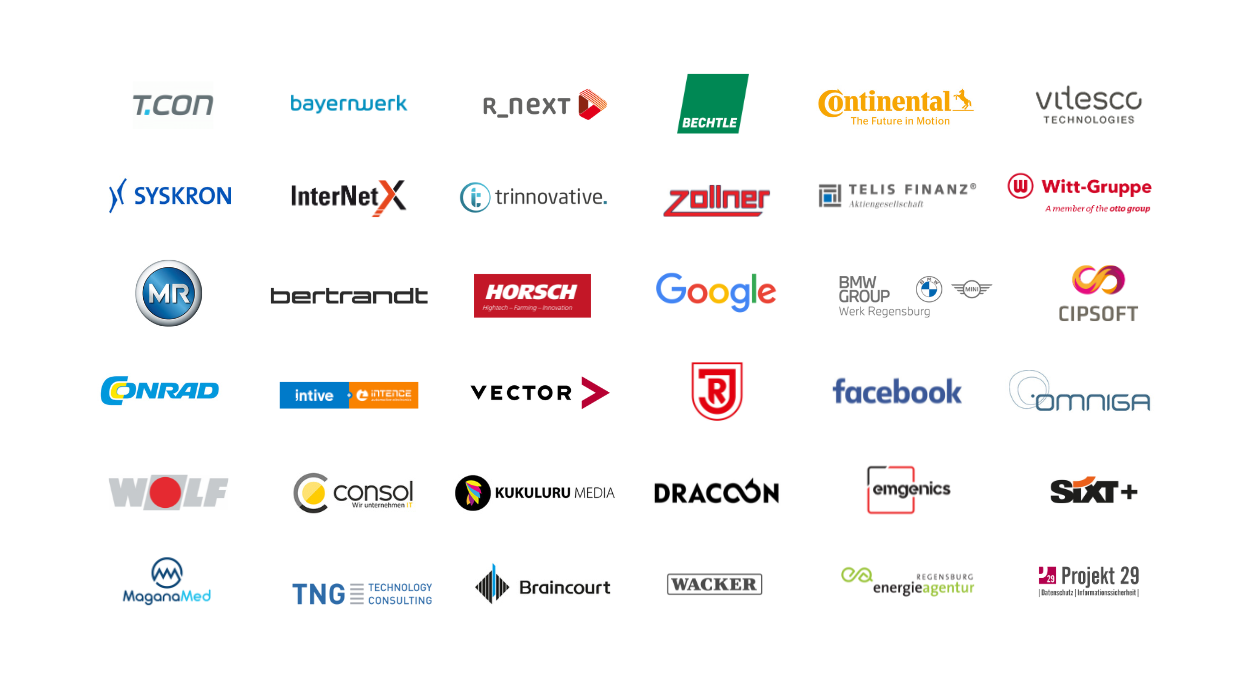 T.CON
bayernwerk
R_NEXT
BECHTLE
Continental
The Future in Motion
vitesco
TECHNOLOGIES
SYSKRON
InterNetX
t
trinnovative.
zollner
TELIS FINANZ®
Aktiengesellschaft
W
Witt-Gruppe
A member of the otto group
MR
bertrandt
HORSCH
Hightech – Farming – Innovation
Google
BMW
GROUP
Werk Regensburg
BMW
MINI
CIPSOFT
CONRAD
intive
INTENCE
VECTOR
R
facebook
OMNIGA
WOLF
consol
Wir unternehmen IT
KUKULURU MEDIA
DRACOON
emgenics
SIXT+
MaganaMed
TNG
TECHNOLOGY
CONSULTING
Braincourt
WACKER
REGENSBURG
energieagentur
29
Projekt 29
| Datenschutz | Informationssicherheit |